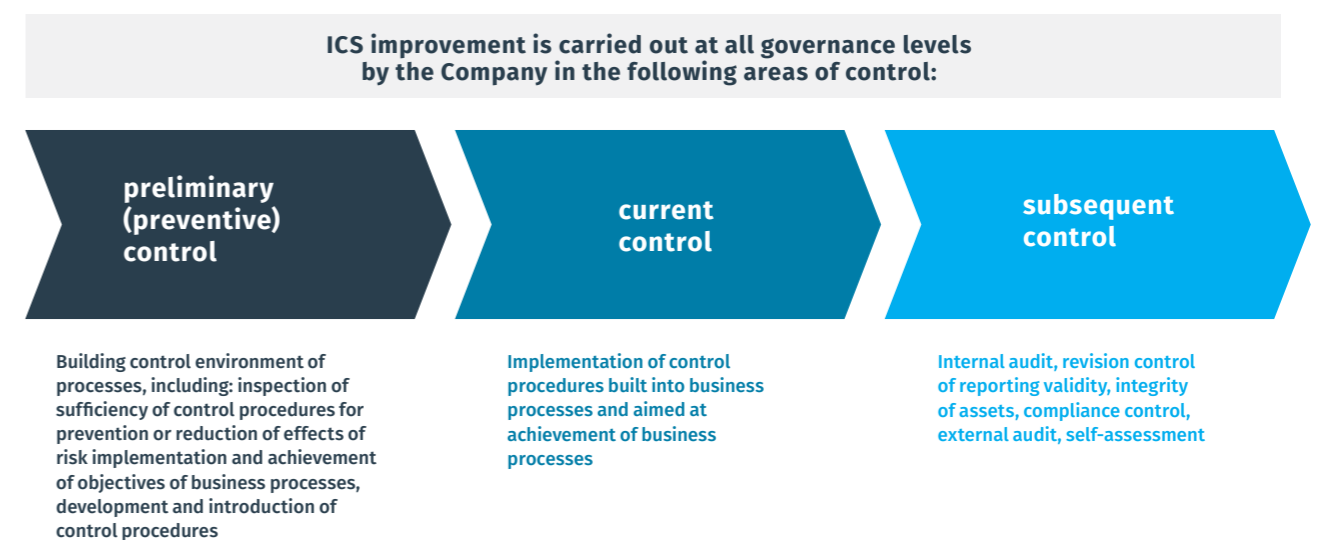 ICS improvement is carried out at all governance levels
by the Company in the following areas of control:
preliminary
(preventive)
control
current
control
subsequent
control
Building control environment of
processes, including: inspection of
sufficiency of control procedures for
prevention or reduction of effects of
risk implementation and achievement
of objectives of business processes,
development and introduction of
control procedures
Implementation of control
procedures built into business
processes and aimed at
achievement of business
processes
Internal audit, revision control
of reporting validity, integrity
of assets, compliance control,
external audit, self-assessment